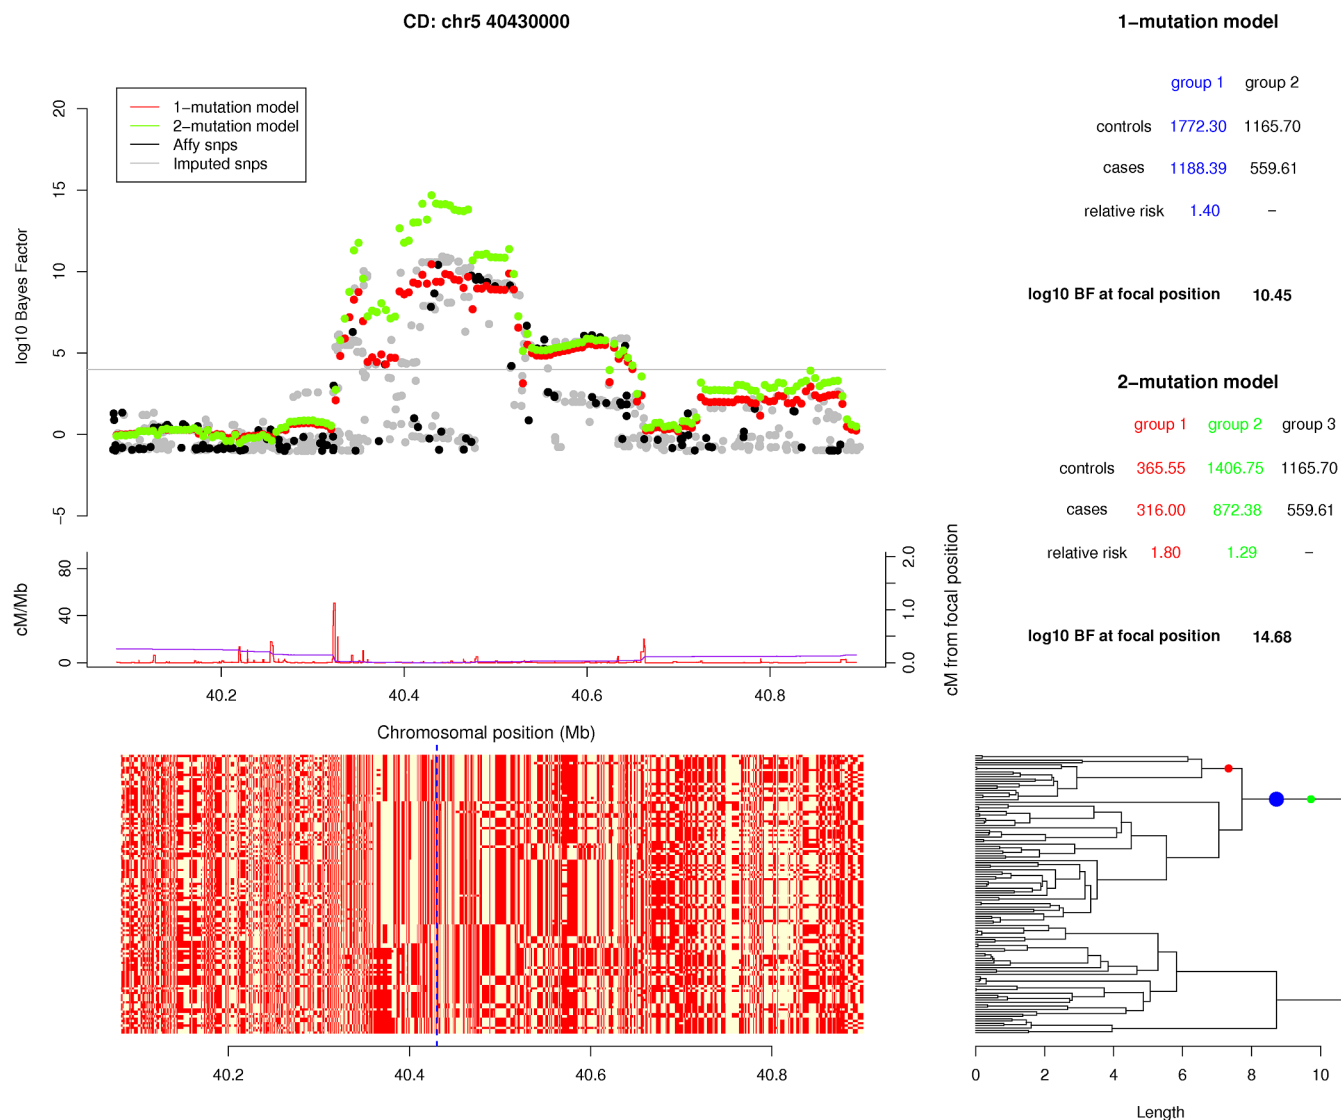 CD: chr5 40430000
1−mutation model
2−mutation model
Affy snps
Imputed snps
log10 Bayes Factor
20
15
10
5
0
−5
cM/Mb
80
40
0
2.0
1.0
0.0
cM from focal position
40.2 40.4 40.6 40.8
Chromosomal position (Mb)
40.2 40.4 40.6 40.8
1−mutation model
group 1 group 2
controls 1772.30 1165.70
cases 1188.39 559.61
relative risk 1.40 −
log10 BF at focal position 10.45
2−mutation model
group 1 group 2 group 3
controls 365.55 1406.75 1165.70
cases 316.00 872.38 559.61
relative risk 1.80 1.29 −
log10 BF at focal position 14.68
0 2 4 6 8 10
Length